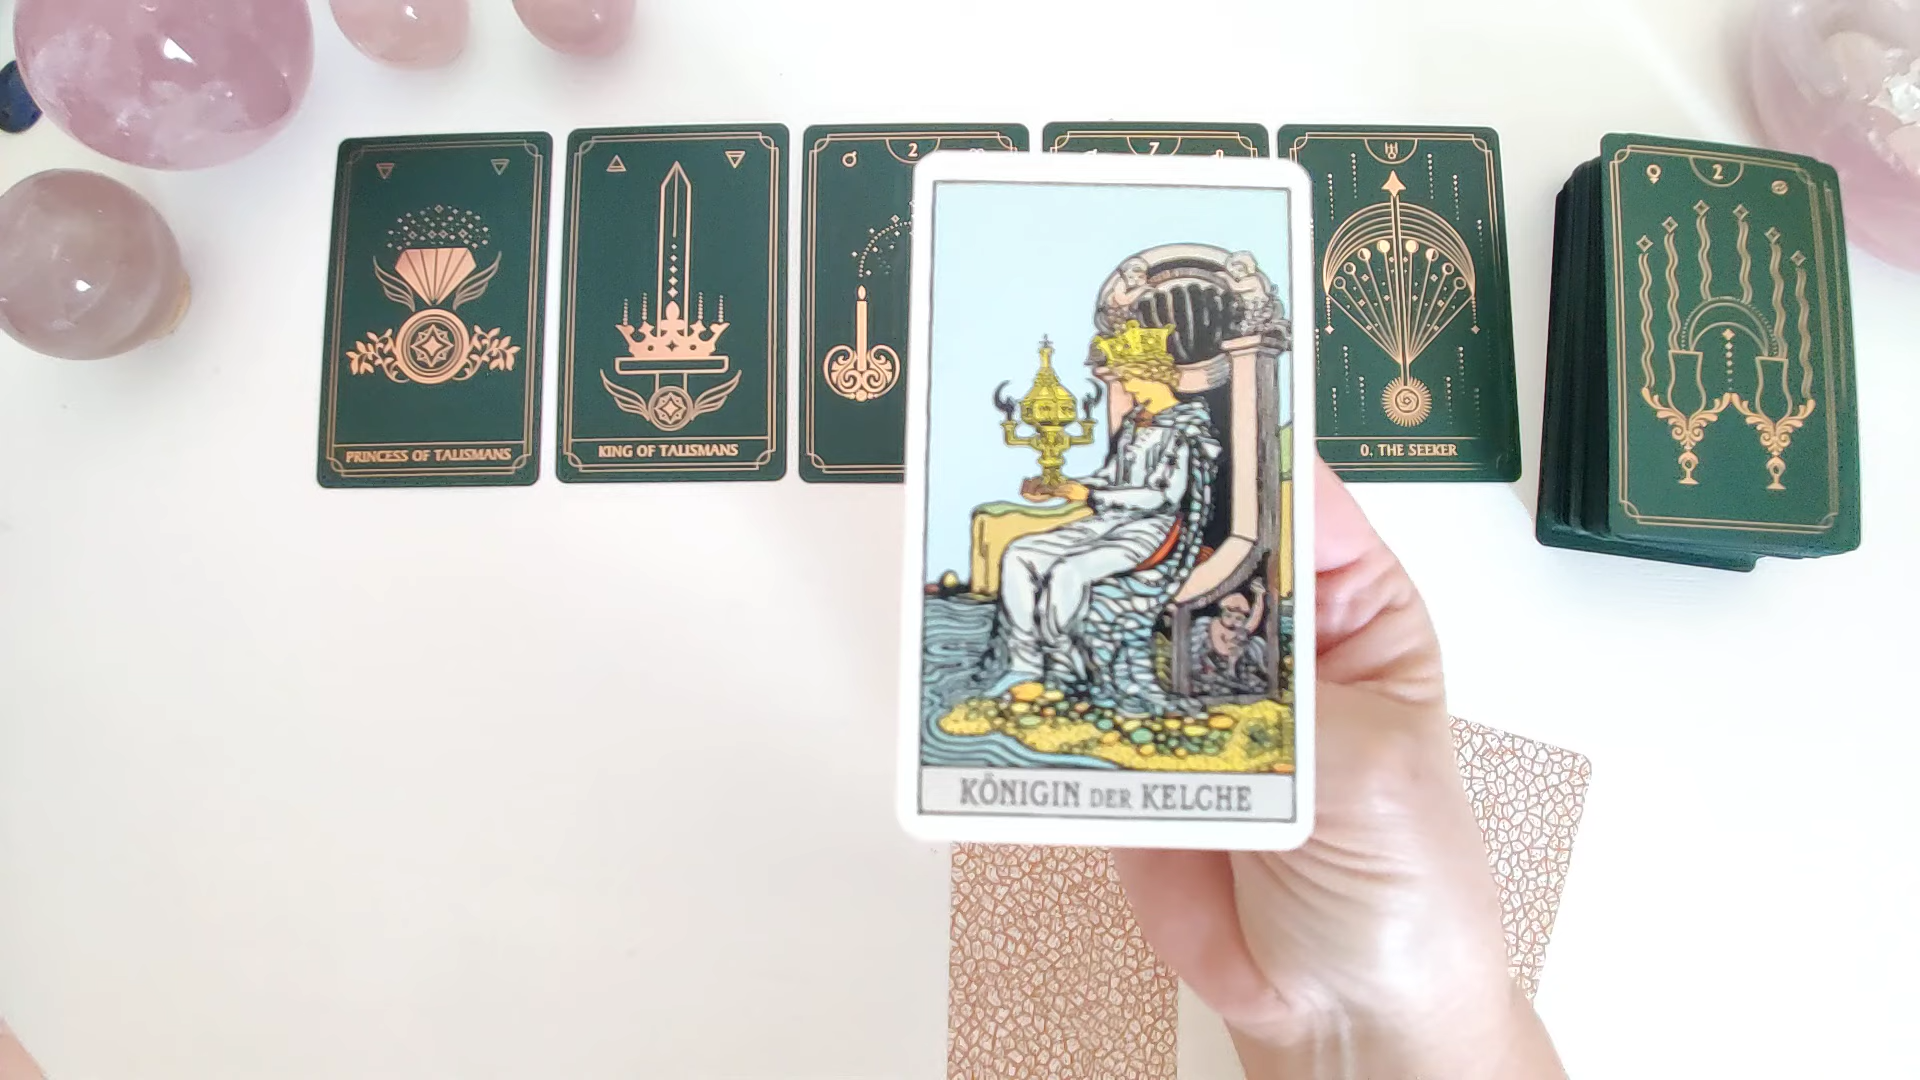 2
7
2
PRINCESS OF TALISMANS
KING OF TALISMANS
0. THE SEEKER
KÖNIGIN DER KELCHE